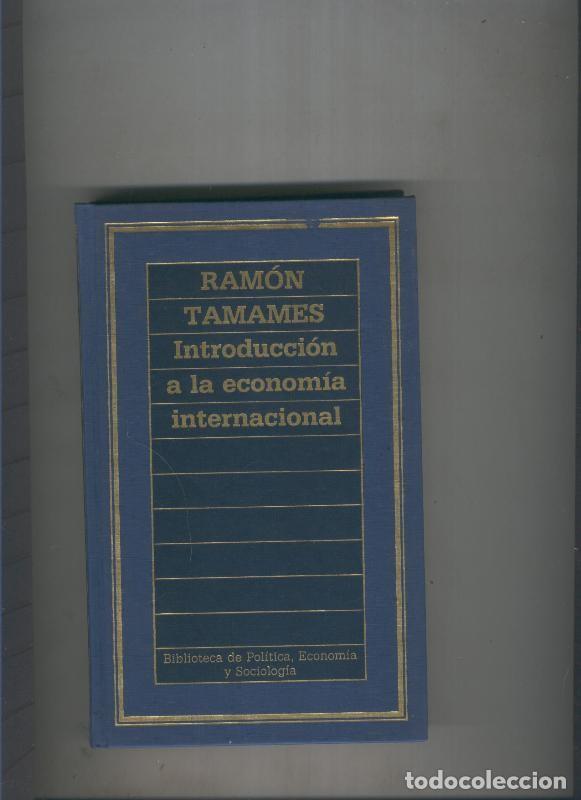 RAMÓN
TAMAMES
Introducción
a la economía
internacional
Biblioteca de Política, Economía
y Sociología
todocoleccion